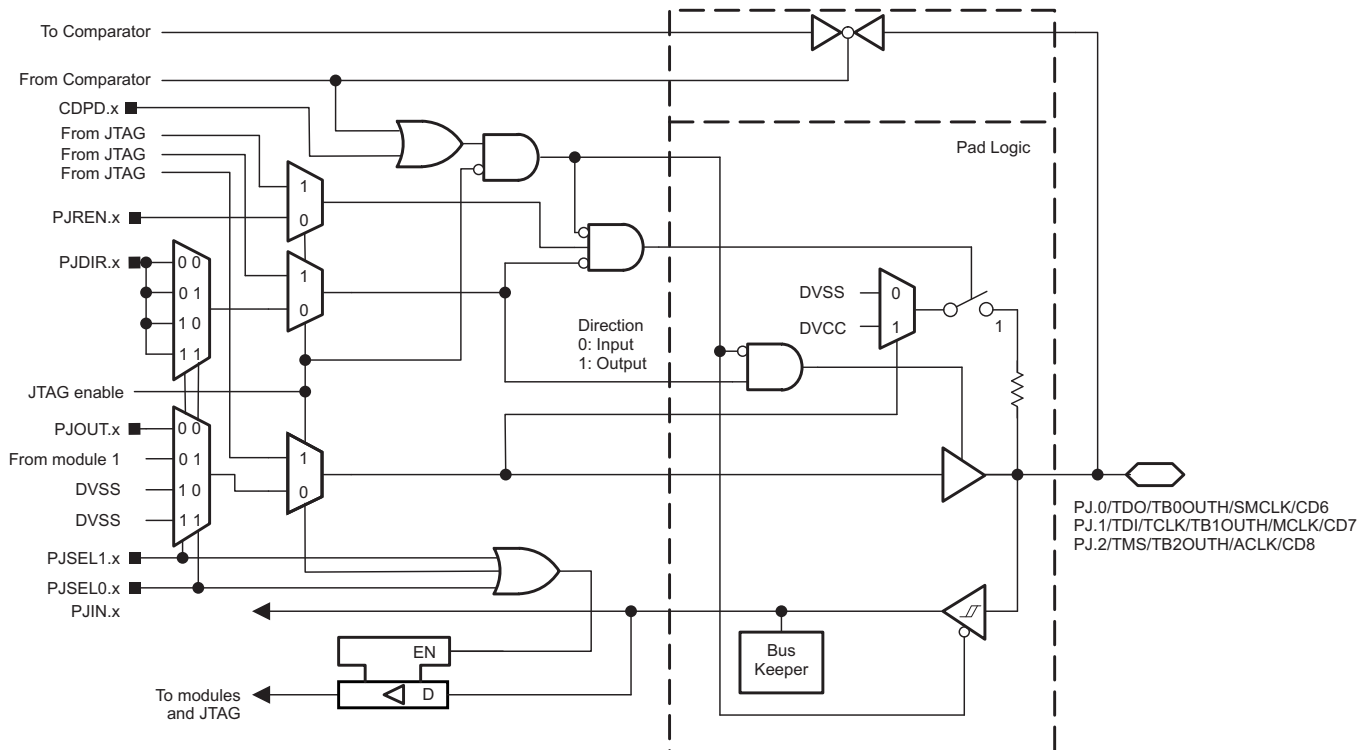 To Comparator
From Comparator
CDPD.x
From JTAG
From JTAG
From JTAG
Pad Logic
1
0
PJREN.x
PJDIR.x
0 0
0 1
1 0
1 1
1
0
Direction
0: Input
1: Output
DVSS
DVCC
0
1
1
JTAG enable
PJOUT.x
From module 1
DVSS
DVSS
0 0
0 1
1 0
1 1
1
0
PJ.0/TDO/TB0OUTH/SMCLK/CD6
PJ.1/TDI/TCLK/TB1OUTH/MCLK/CD7
PJ.2/TMS/TB2OUTH/ACLK/CD8
PJSEL1.x
PJSEL0.x
PJIN.x
Bus
Keeper
EN
D
To modules
and JTAG